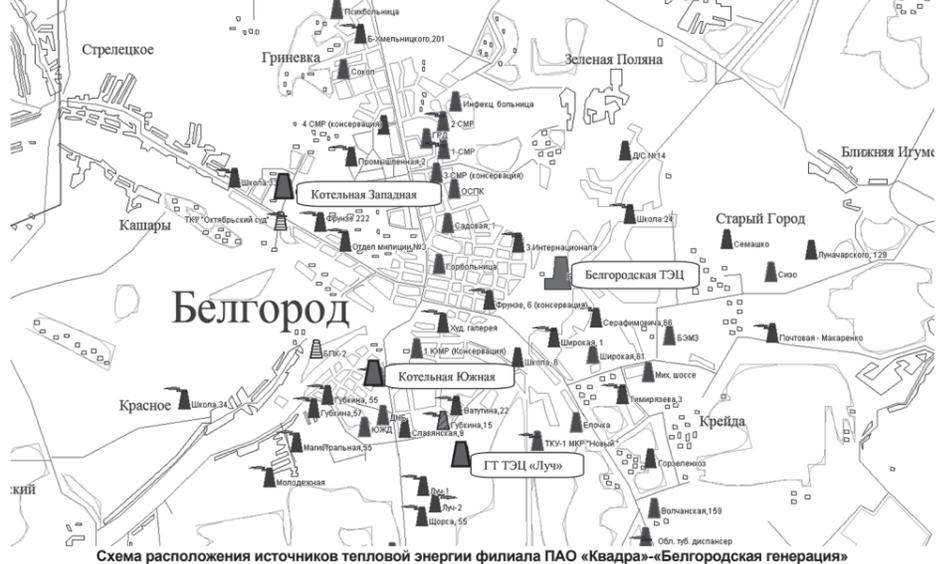 Психбольница
Б-Хмельницкого,201
Стрелецкое
Гриневка
Зеленая Поляна
Сокол
Инфекц. больница
4 СМР (консервация)
2 СМР
ГРД
1-СМР
Промышленная,2
Д/С №14
Ближняя Игуме
3-СМР (консервация)
Школа 33
Котельная Западная
ОСПК
ТКУ "Октябрьский суд"
Фрунзе 222
Кашары
Садовая, 1
Школа 24
Старый Город
Отдел милиции №3
3 Интернационала
Семашко
Луначарского, 129
Горбольница
Белгородская ТЭЦ
Сизо
Белгород
Фрунзе, 6 (консервация)
Худ. галерея
Серафимовича,66
БЭМЗ
Почтовая - Макаренко
Широкая, 1
БПК-2
1 ЮМР (Консервация)
Школа, 8
Широкая,61
Котельная Южная
Мих. шоссе
Красное
Школа 34
Губкина, 55
Губкина,57
Тимирязева,3
ДМБ
Ватутина,22
Крейда
ЮЖД
Славянская,9
Губкина,15
Елочка
Магистральная,55
ТКУ-1 МКР "Новый"
ГТ ТЭЦ «Луч»
Горзеленхоз
Молодежная
ский
Луч-1
Луч-2
Щорса, 55
Волчанская,159
Обл. туб. диспансер
Схема расположения источников тепловой энергии филиала ПАО «Квадра»-«Белгородская генерация»